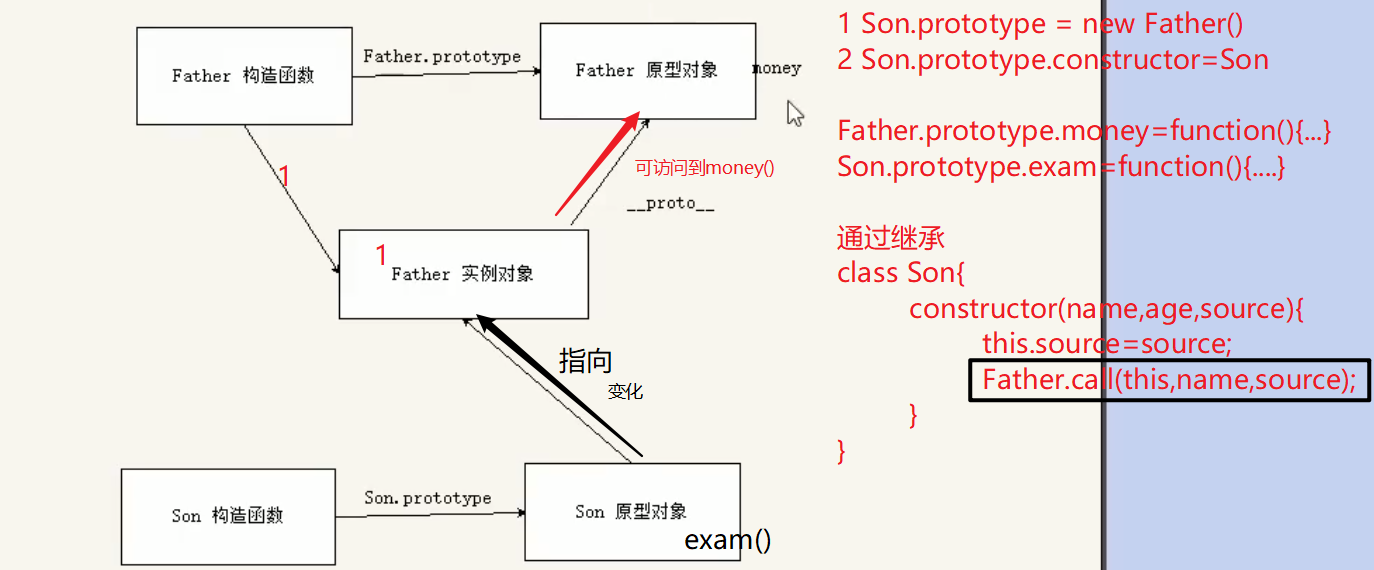 Father 构造函数
Father.prototype
Father 原型对象
money
1
可访问到money()
__proto__
1
Father 实例对象
指向
变化
Son 构造函数
Son.prototype
Son 原型对象
exam()
1 Son.prototype = new Father()
2 Son.prototype.constructor=Son
Father.prototype.money=function(){...}
Son.prototype.exam=function(){....}
通过继承
class Son{
constructor(name,age,source){
this.source=source;
Father.call(this,name,source);
}
}